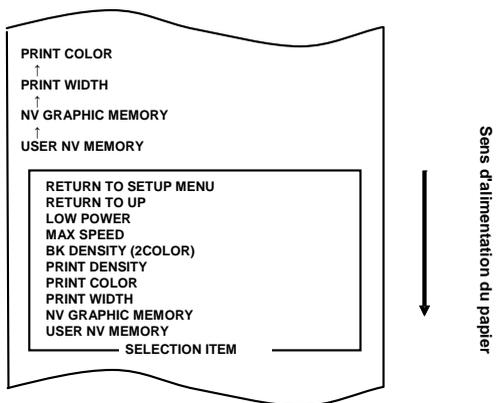 PRINT COLOR
↑
PRINT WIDTH
↑
NV GRAPHIC MEMORY
↑
USER NV MEMORY
RETURN TO SETUP MENU
RETURN TO UP
LOW POWER
MAX SPEED
BK DENSITY (2COLOR)
PRINT DENSITY
PRINT COLOR
PRINT WIDTH
NV GRAPHIC MEMORY
USER NV MEMORY
SELECTION ITEM
Sens d'alimentation du papier